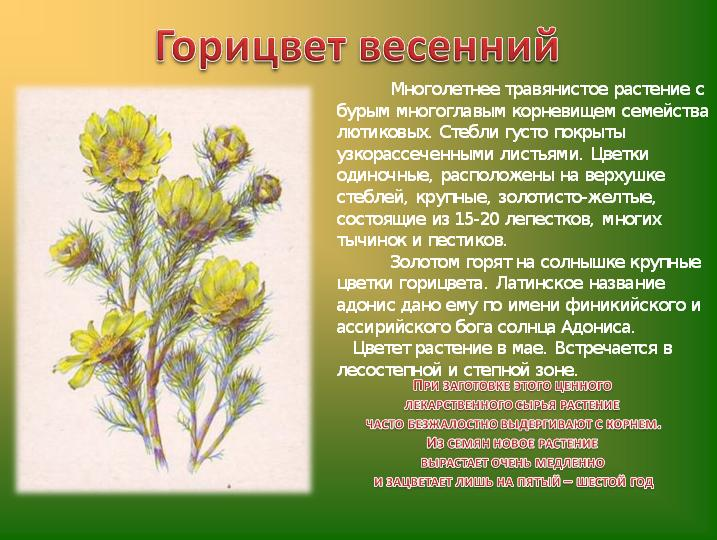 Горицвет весенний
Многолетнее травянистое растение с
бурым многоглавым корневищем семейства
лютиковых. Стебли густо покрыты
узкорассеченными листьями. Цветки
одиночные, расположены на верхушке
стеблей, крупные, золотисто-желтые,
состоящие из 15-20 лепестков, многих
тычинок и пестиков.
Золотом горят на солнышке крупные
цветки горицвета. Латинское название
адонис дано ему по имени финикийского и
ассирийского бога солнца Адониса.
Цветет растение в мае. Встречается в
лесостепной и степной зоне.
При заготовке этого ценного
лекарственного сырья растение
часто безжалостно выдергивают с корнем.
Из семян новое растение
вырастает очень медленно
и зацветает лишь на пятый – шестой год